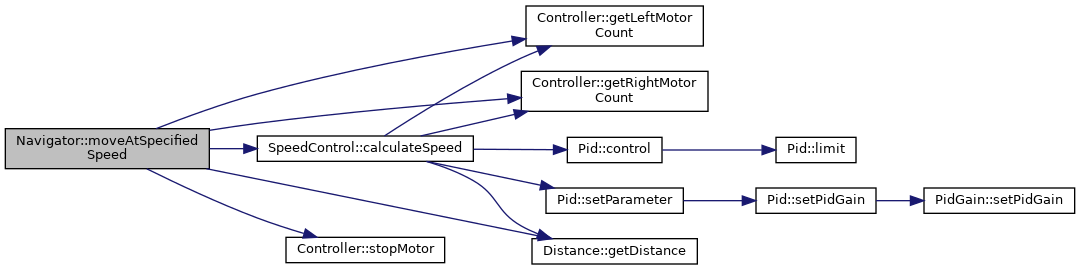 Controller::getLeftMotor
Count
Controller::getRightMotor
Count
Navigator::moveAtSpecified
Speed
SpeedControl::calculateSpeed
Pid::control
Pid::limit
Pid::setParameter
Pid::setPidGain
PidGain::setPidGain
Controller::stopMotor
Distance::getDistance